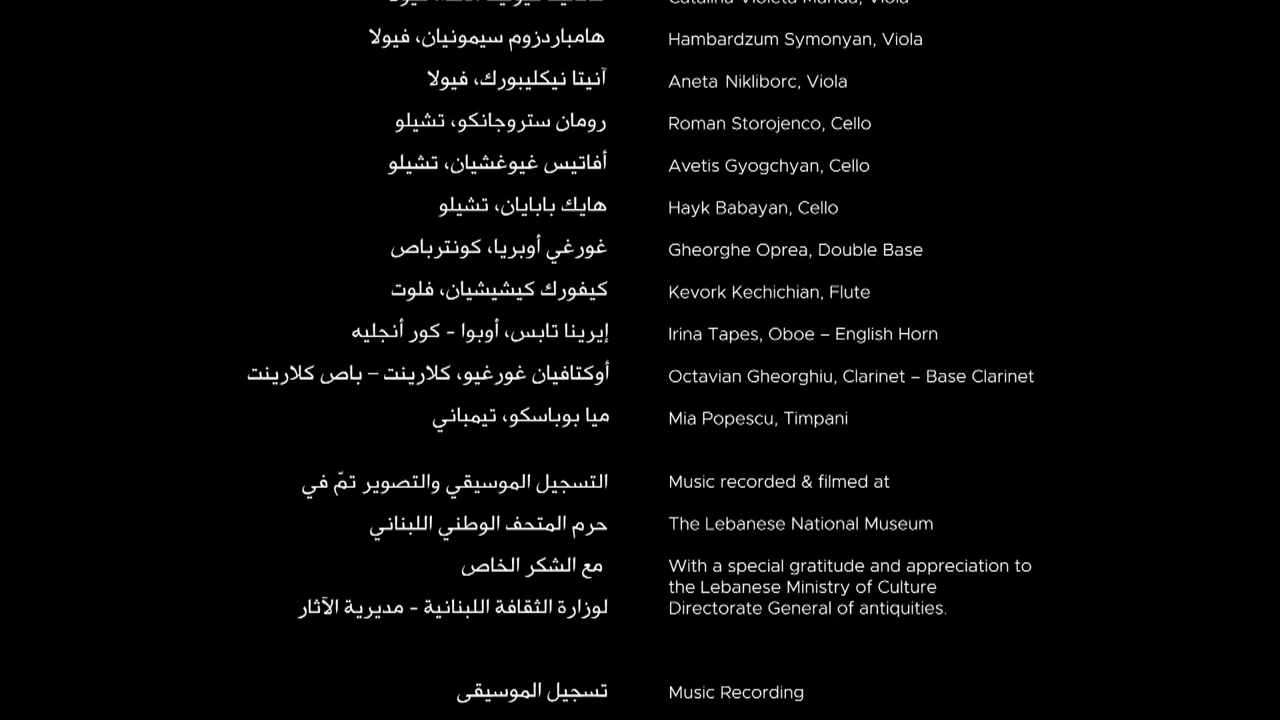 هامباردزوم سيمونيان، فيولا
Hambardzum Symonyan, Viola
آنيتا نيكليبورك، فيولا
Aneta Nikliborc, Viola
رومان ستروجانكو، تشيلو
Roman Storojenco, Cello
أفاتيس غيوغشيان، تشيلو
Avetis Gyogchyan, Cello
هايك بابايان، تشيلو
Hayk Babayan, Cello
غورغي أوبريا، كونترباص
Gheorghe Oprea, Double Base
كيفورك كيشيشيان، فلوت
Kevork Kechichian, Flute
إيرينا تابس، أوبوا - كور أنجليه
Irina Tapes, Oboe – English Horn
أوكتافيان غورغيو، كلارينت – باص كلارينت
Octavian Gheorghiu, Clarinet – Base Clarinet
ميا بوباسكو، تيمباني
Mia Popescu, Timpani
التسجيل الموسيقي والتصوير تمّ في
Music recorded & filmed at
حرم المتحف الوطني اللبناني
The Lebanese National Museum
مع الشكر الخاص
لوزارة الثقافة اللبنانية - مديرية الآثار
With a special gratitude and appreciation to
the Lebanese Ministry of Culture
Directorate General of antiquities.
تسجيل الموسيقى
Music Recording